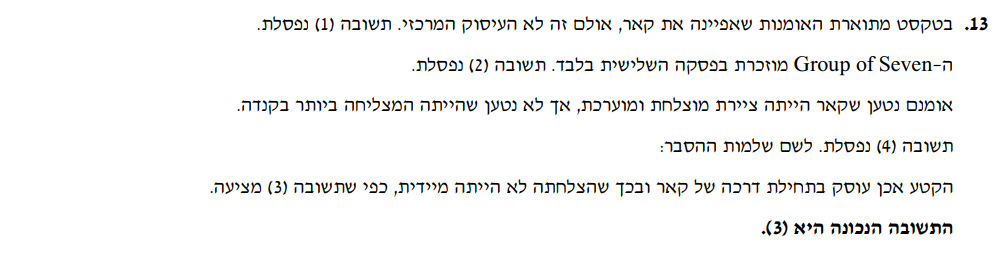 13. בטקסט מתוארת האומנות שאפיינה את קאר, אולם זה לא העיסוק המרכזי. תשובה (1) נפסלת.
ה-Group of Seven מוזכרת בפסקה השלישית בלבד. תשובה (2) נפסלת.
אומנם נטען שקאר הייתה ציירת מוצלחת ומוערכת, אך לא נטען שהייתה המצליחה ביותר בקנדה.
תשובה (4) נפסלת. לשם שלמות ההסבר:
הקטע אכן עוסק בתחילת דרכה של קאר ובכך שהצלחתה לא הייתה מיידית, כפי שתשובה (3) מציעה.
התשובה הנכונה היא (3).